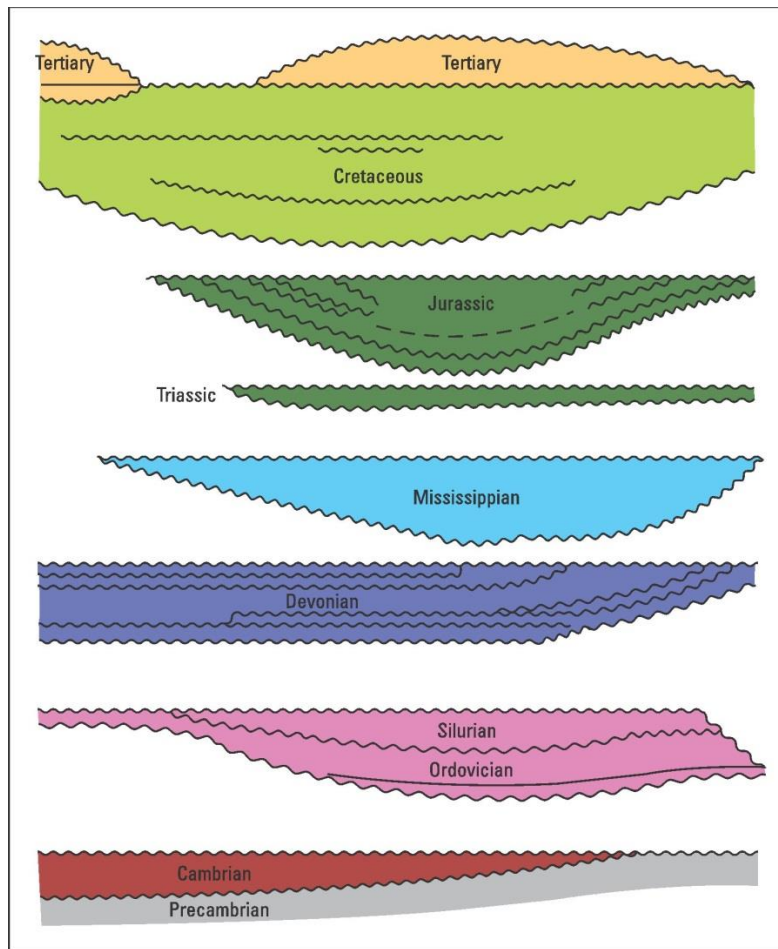 Tertiary
Tertiary
Cretaceous
Jurassic
Triassic
Mississippian
Devonian
Silurian
Ordovician
Cambrian
Precambrian